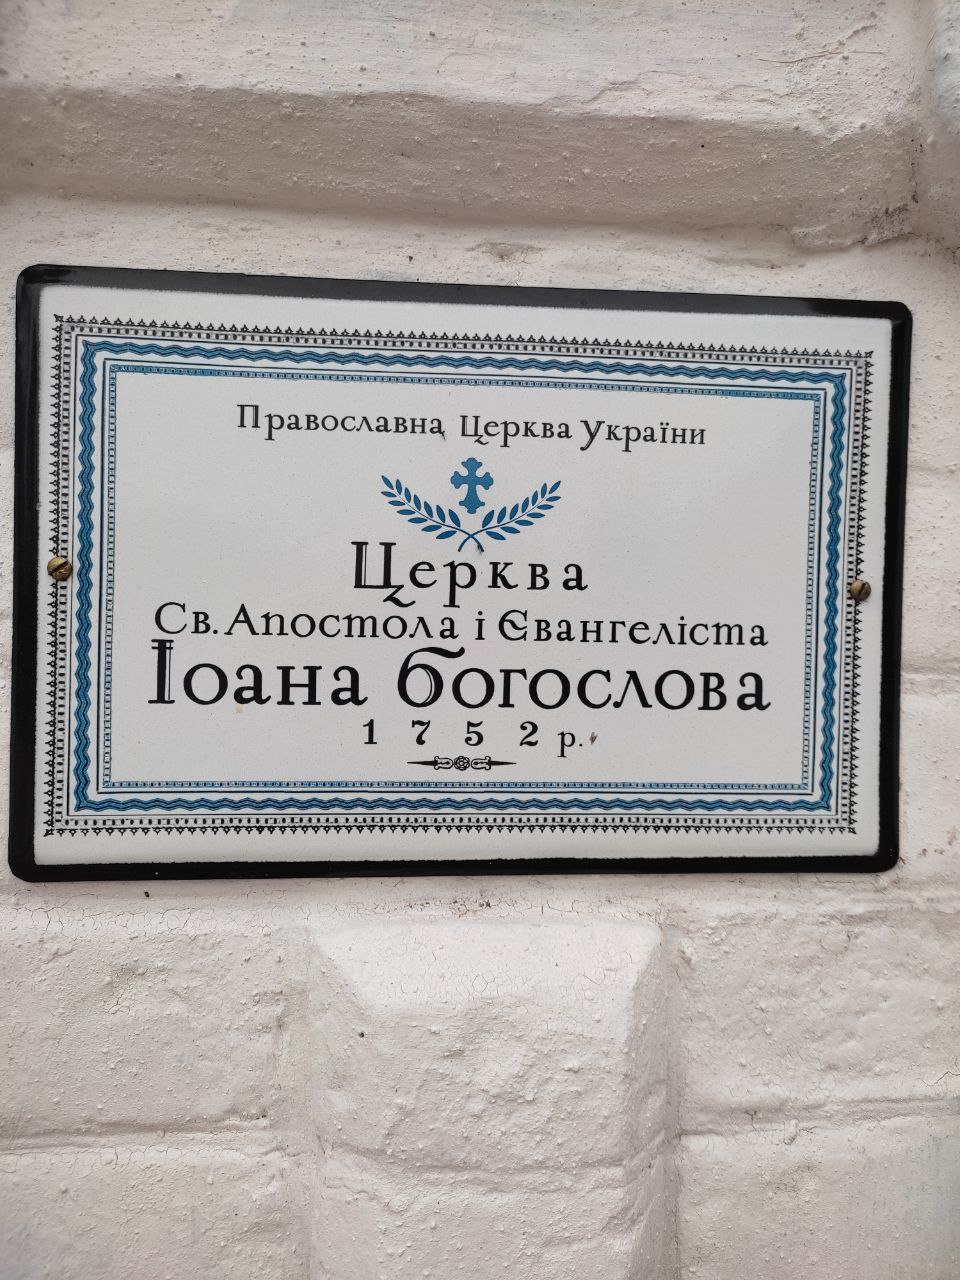 Православна Церква України
Церква
Св. Апостола і Євангеліста
Іоана Богослова
1752 р.